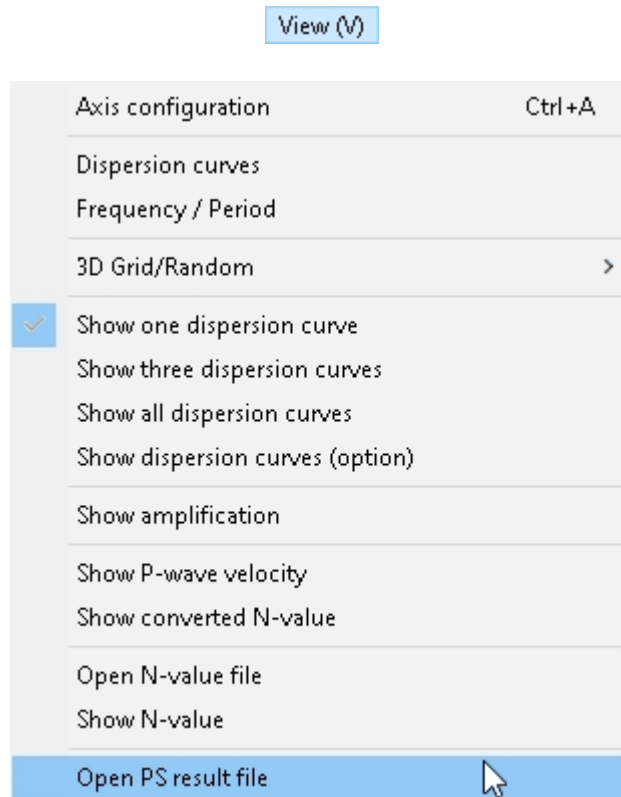 View (V)
Axis configuration Ctrl+A
Dispersion curves
Frequency / Period
3D Grid/Random
Show one dispersion curve
Show three dispersion curves
Show all dispersion curves
Show dispersion curves (option)
Show amplification
Show P-wave velocity
Show converted N-value
Open N-value file
Show N-value
Open PS result file